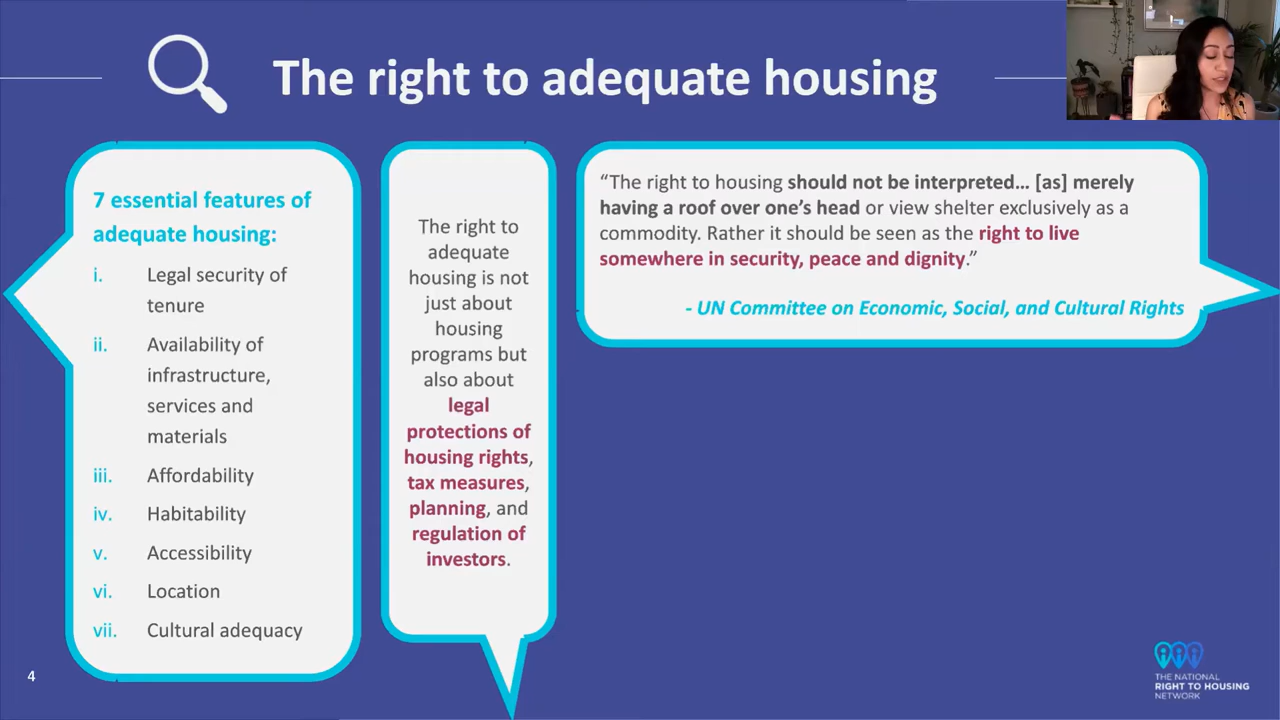 The right to adequate housing
7 essential features of
adequate housing:
i. Legal security of
tenure
ii. Availability of
infrastructure,
services and
materials
iii. Affordability
iv. Habitability
v. Accessibility
vi. Location
vii. Cultural adequacy
The right to
adequate
housing is not
just about
housing
programs but
also about
legal
protections of
housing rights,
tax measures,
planning, and
regulation of
investors.
“The right to housing should not be interpreted... [as] merely
having a roof over one’s head or view shelter exclusively as a
commodity. Rather it should be seen as the right to live
somewhere in security, peace and dignity.”
- UN Committee on Economic, Social, and Cultural Rights
4
THE NATIONAL
RIGHT TO HOUSING
NETWORK